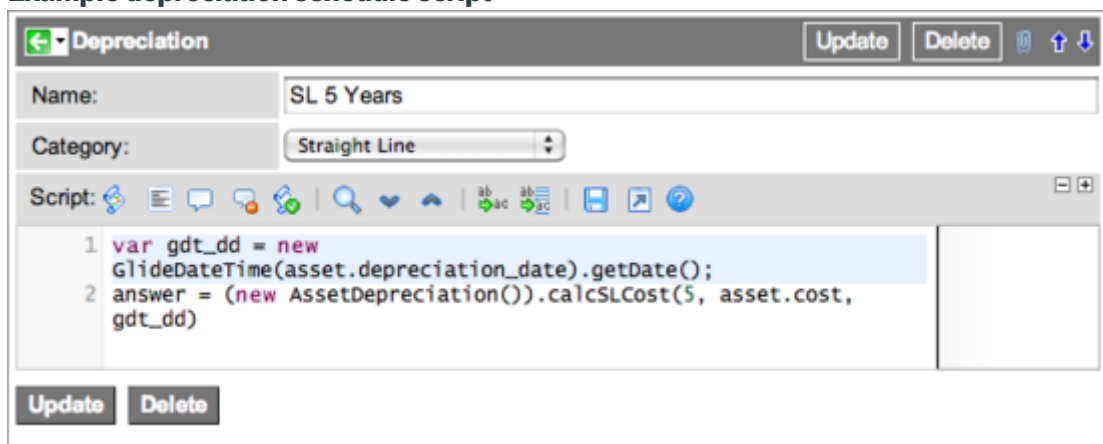 Depreciation Update Delete
Name: SL 5 Years
Category: Straight Line
Script:
1 var gdt_dd = new
GlideDateTime(asset.depreciation_date).getDate();
2 answer = (new AssetDepreciation()).calcSLCost(5, asset.cost,
gdt_dd)
Update Delete